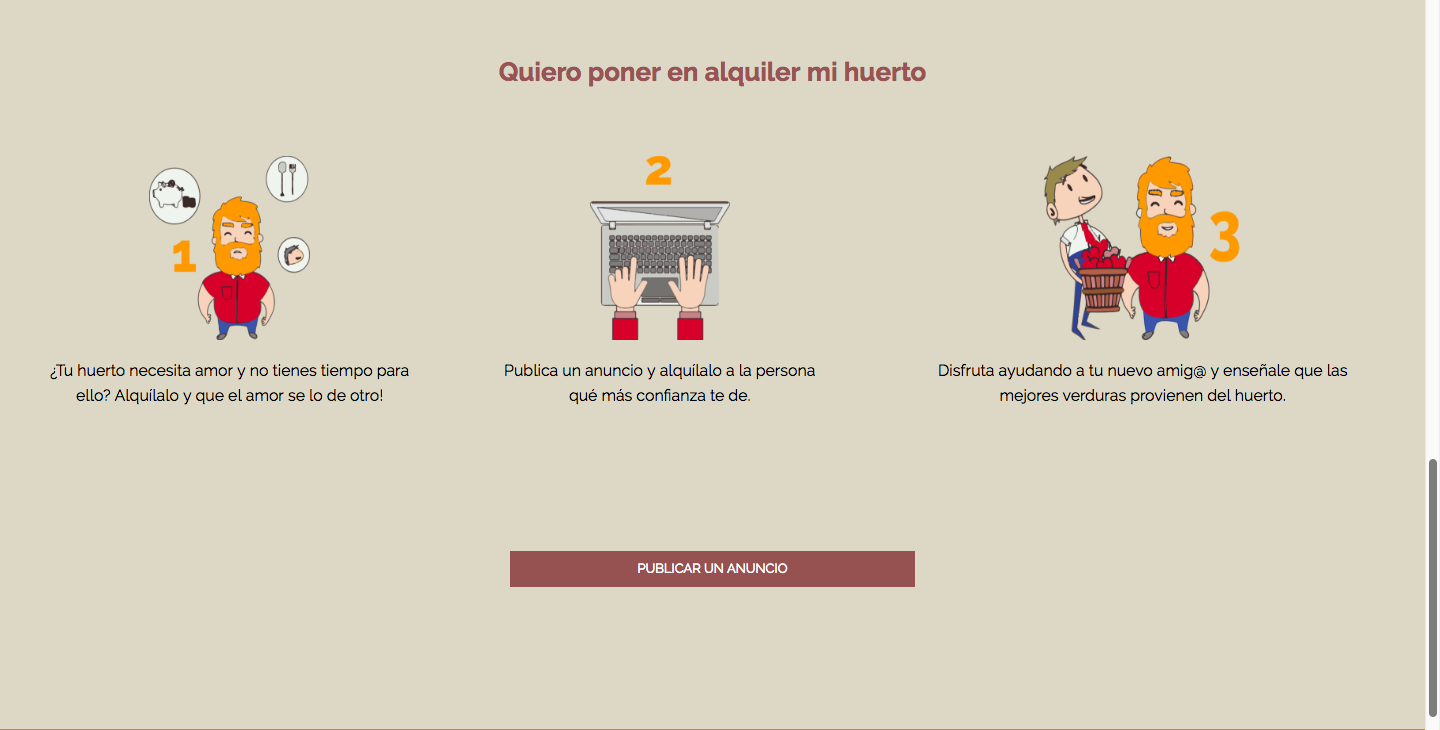 Quiero poner en alquiler mi huerto
1
¿Tu huerto necesita amor y no tienes tiempo para
ello? Alquílalo y que el amor se lo de otro!
2
Publica un anuncio y alquílalo a la persona
qué más confianza te de.
3
Disfruta ayudando a tu nuevo amig@ y enseñale que las
mejores verduras provienen del huerto.
PUBLICAR UN ANUNCIO